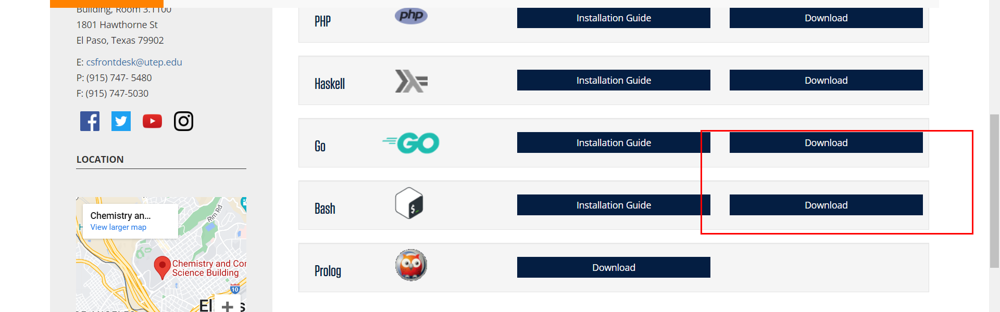 Building, Room 3.1100
1801 Hawthorne St
El Paso, Texas 79902
E: csfrontdesk@utep.edu
P: (915) 747- 5480
F: (915) 747-5030
LOCATION
Chemistry an...
View larger map
Rim Rd
Chemistry and Con
Science Building
10
El
s
PHP
php
Installation Guide
Download
Haskell
Installation Guide
Download
Go
GO
Installation Guide
Download
Bash
$_
Installation Guide
Download
Prolog
Download